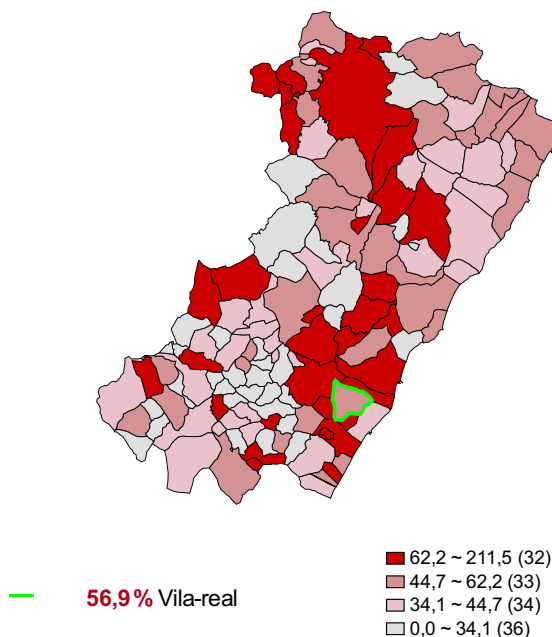 62,2 ~ 211,5 (32)
44,7 ~ 62,2 (33)
34,1 ~ 44,7 (34)
0,0 ~ 34,1 (36)
56,9 % Vila-real